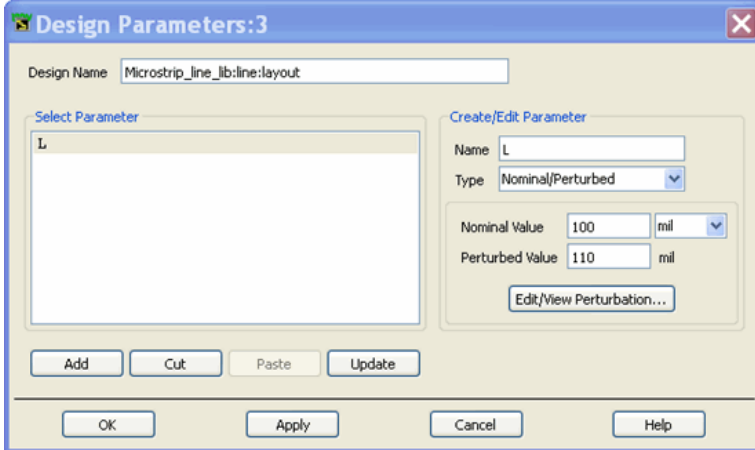 Design Parameters:3
Design Name Microstrip_line_lib:line:layout
Select Parameter
L
Create/Edit Parameter
Name L
Type Nominal/Perturbed
Nominal Value 100 mil
Perturbed Value 110 mil
Edit/View Perturbation...
Add Cut Paste Update
OK Apply Cancel Help